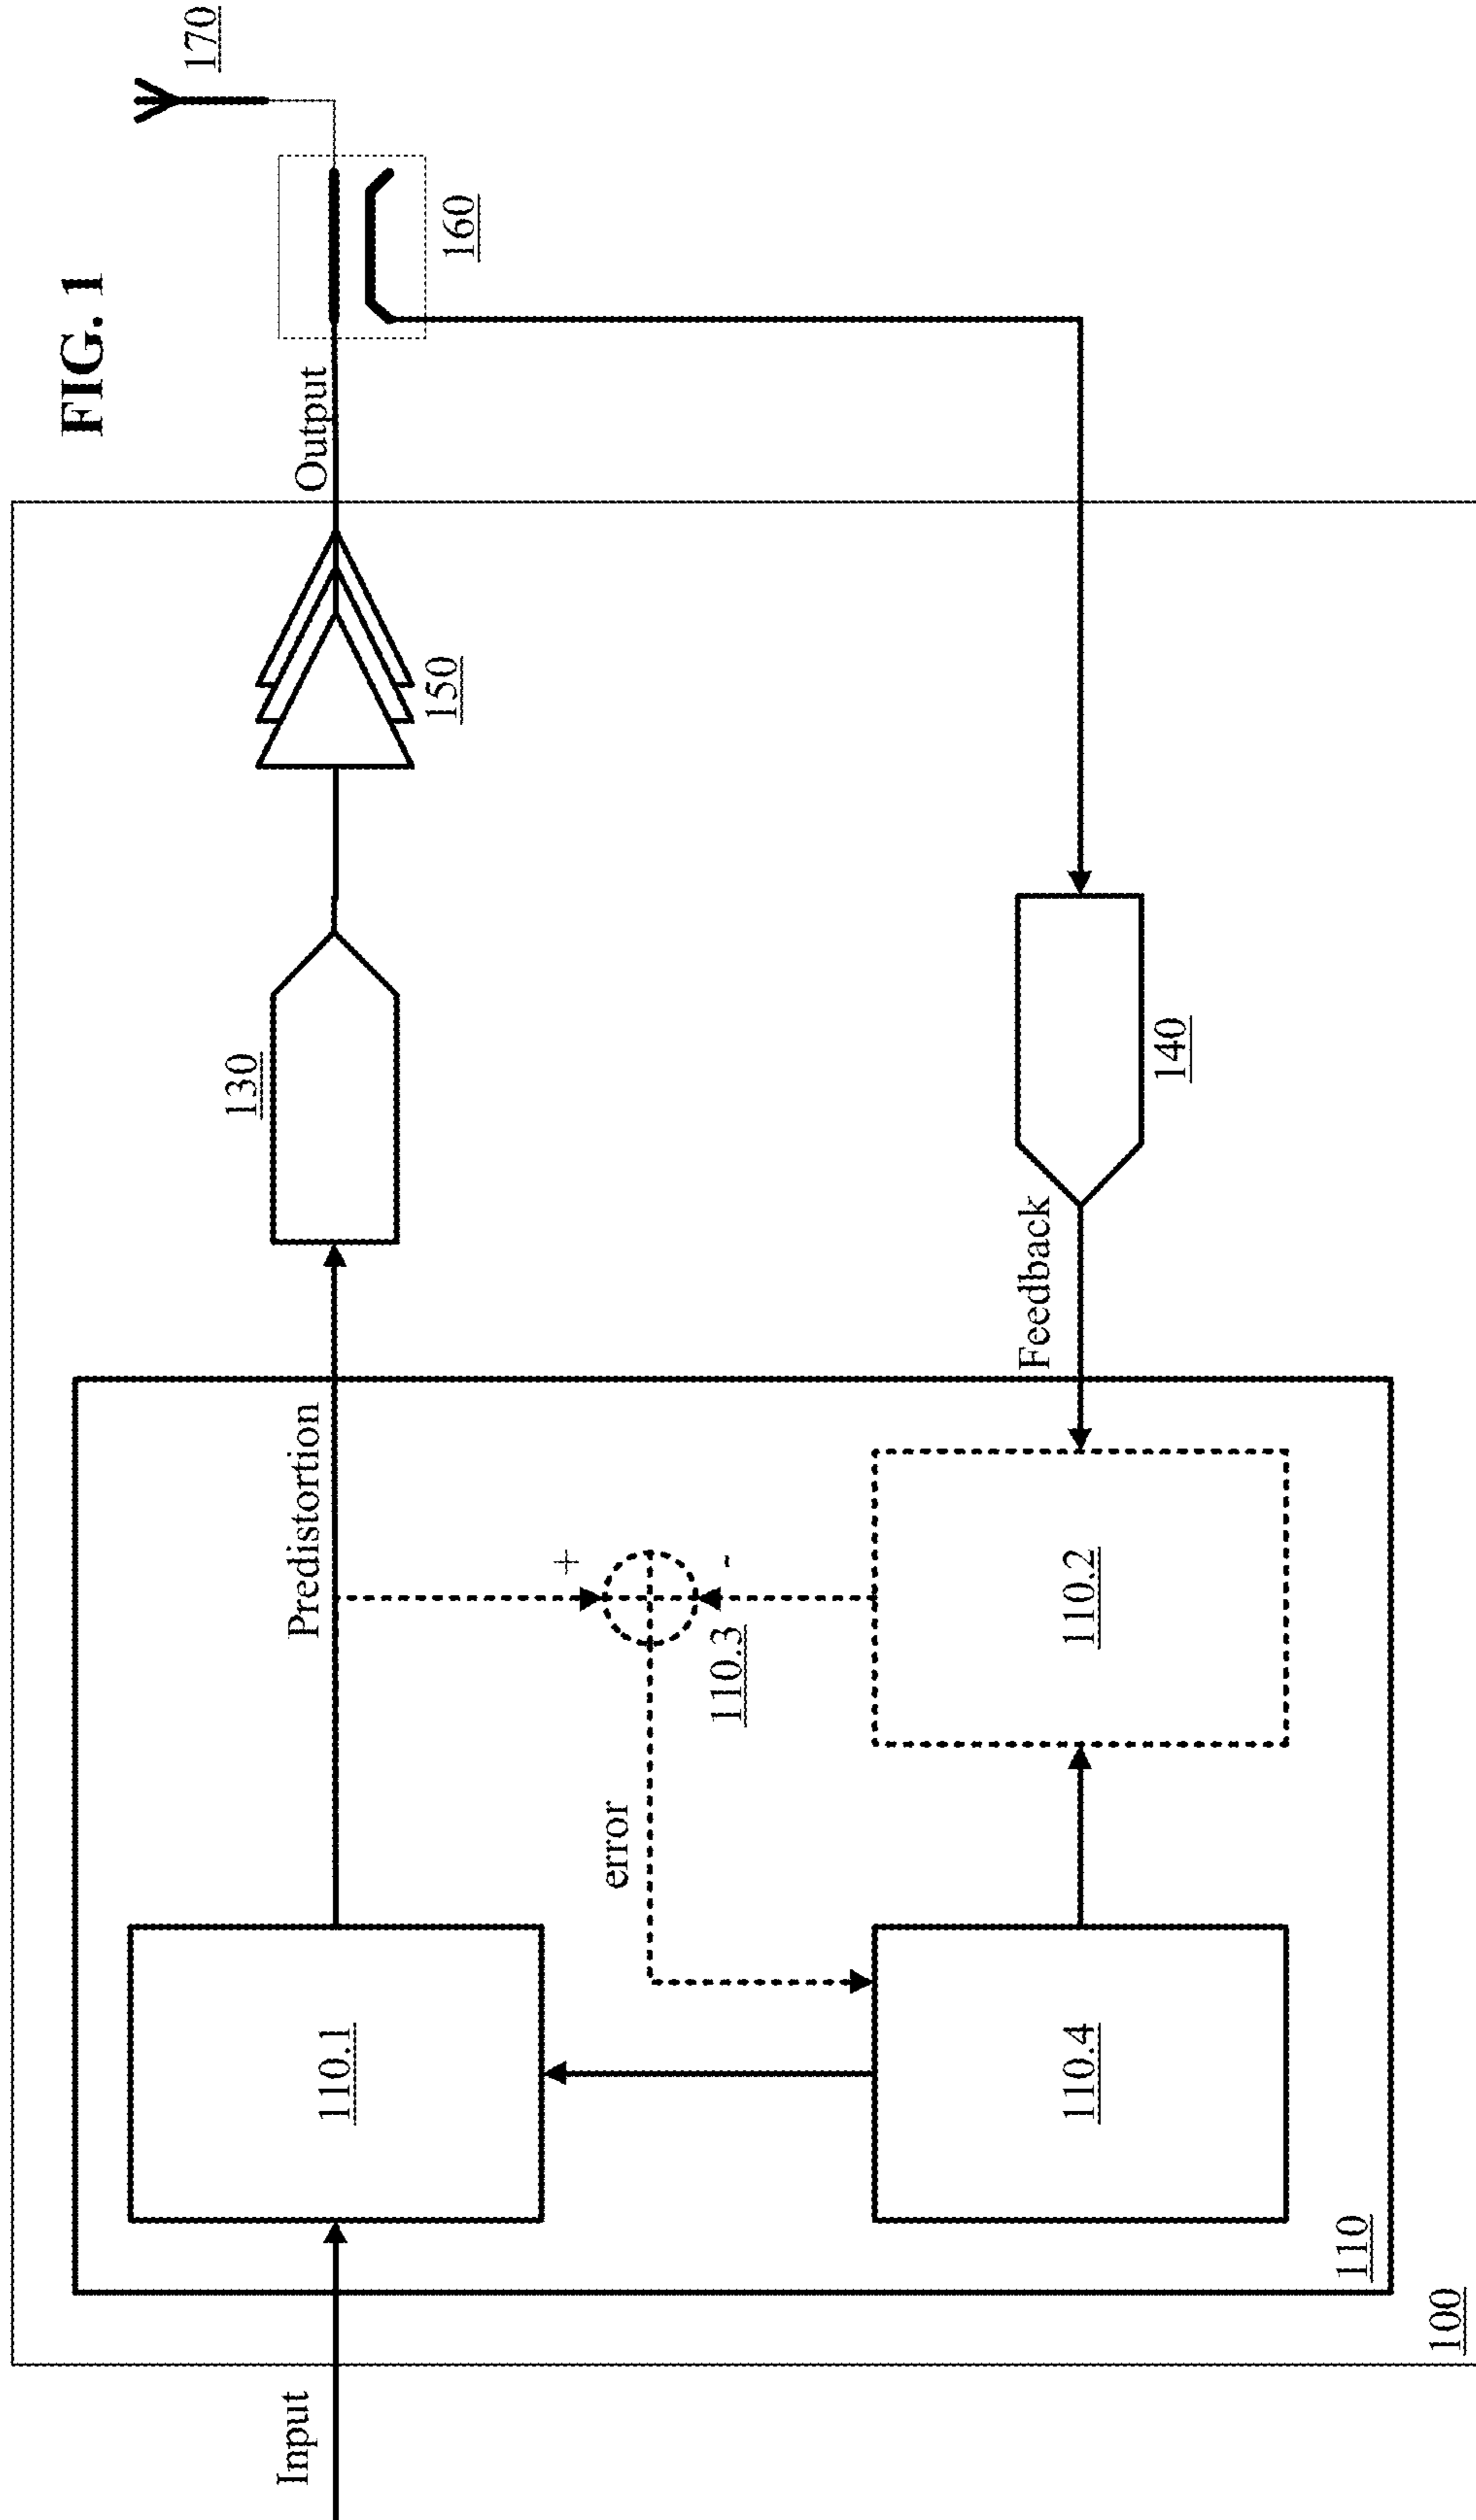 FIG. 1
Input
110.1
Predistortion
130
150
Output
160
170
+
-
110.3
error
110.4
110.2
Feedback
140
110
100